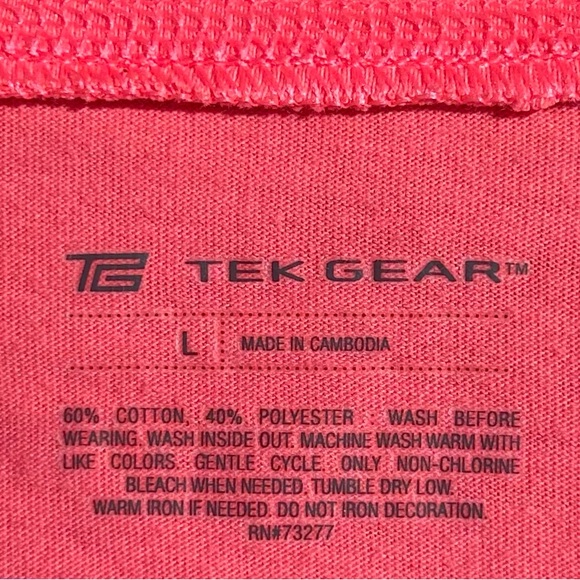 TG TEK GEAR™
L MADE IN CAMBODIA
60% COTTON, 40% POLYESTER WASH BEFORE
WEARING. WASH INSIDE OUT. MACHINE WASH WARM WITH
LIKE COLORS. GENTLE CYCLE. ONLY NON-CHLORINE
BLEACH WHEN NEEDED. TUMBLE DRY LOW.
WARM IRON IF NEEDED. DO NOT IRON DECORATION.
RN#73277